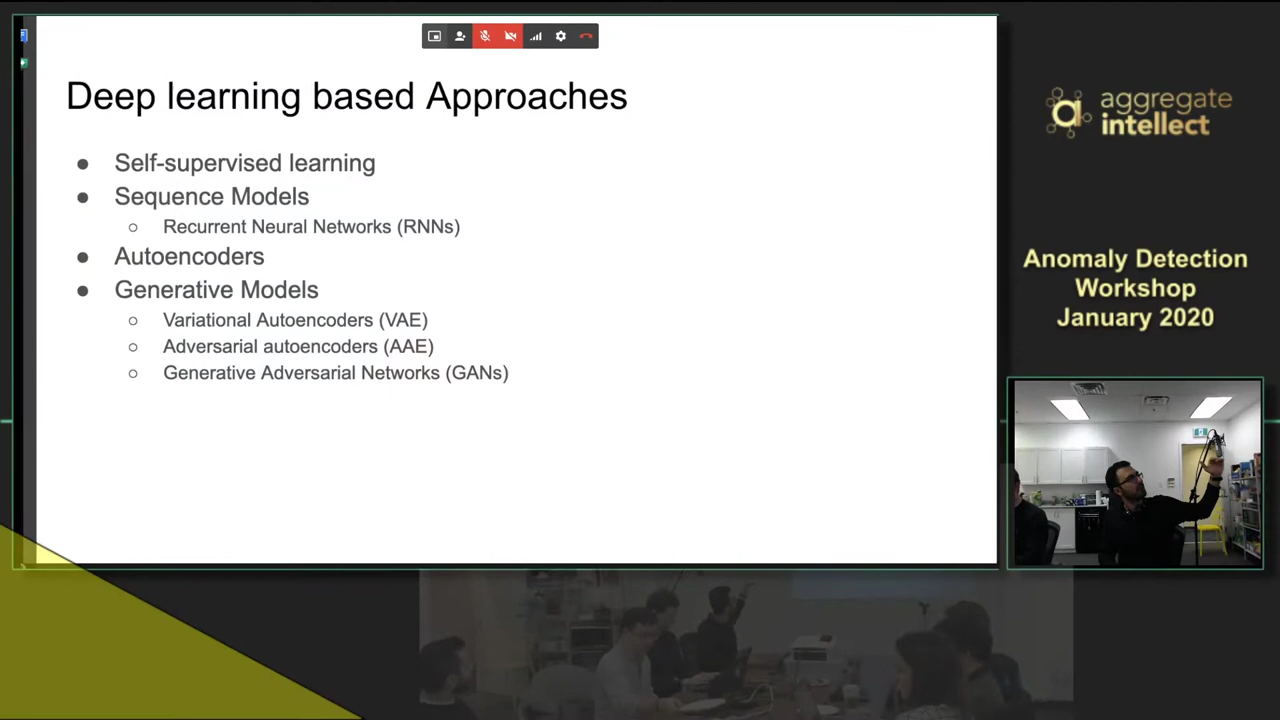 Deep learning based Approaches
● Self-supervised learning
● Sequence Models
○ Recurrent Neural Networks (RNNs)
● Autoencoders
● Generative Models
○ Variational Autoencoders (VAE)
○ Adversarial autoencoders (AAE)
○ Generative Adversarial Networks (GANs)
aggregate
intellect
Anomaly Detection
Workshop
January 2020